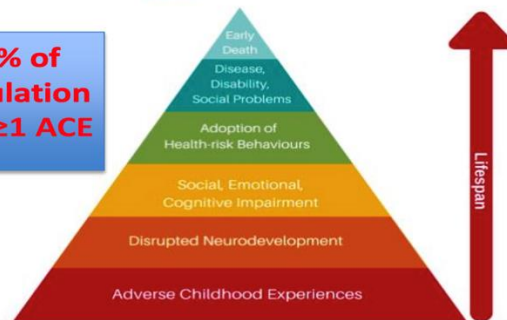 % of
ulation
≥1 ACE
Early
Death
Disease,
Disability,
Social Problems
Adoption of
Health-risk Behaviours
Social, Emotional,
Cognitive Impairment
Disrupted Neurodevelopment
Adverse Childhood Experiences
Lifespan